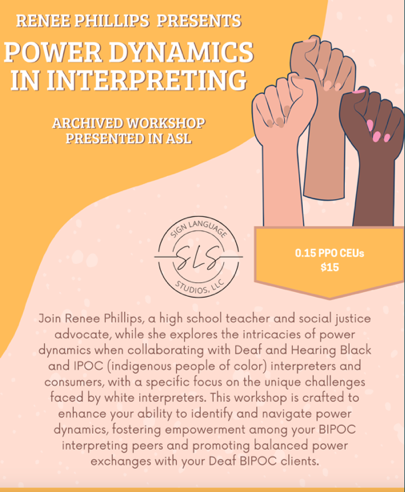 RENEE PHILLIPS PRESENTS
POWER DYNAMICS
IN INTERPRETING
ARCHIVED WORKSHOP
PRESENTED IN ASL
SIGN LANGUAGE
SLS
STUDIOS, LLC
0.15 PPO CEUs
$15
Join Renee Phillips, a high school teacher and social justice
advocate, while she explores the intricacies of power
dynamics when collaborating with Deaf and Hearing Black
and IPOC (indigenous people of color) interpreters and
consumers, with a specific focus on the unique challenges
faced by white interpreters. This workshop is crafted to
enhance your ability to identify and navigate power
dynamics, fostering empowerment among your BIPOC
interpreting peers and promoting balanced power
exchanges with your Deaf BIPOC clients.